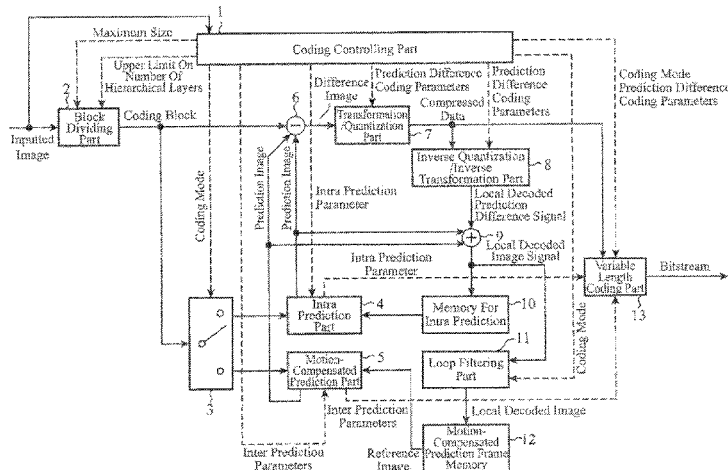 1
Maximum Size
Coding Controlling Part
Upper Limit On
Number Of
Hierarchical Layers
2
Block
Dividing
Part
Inputted
Image
Coding Block
6
Difference
Image
Prediction Difference
Coding Parameters
Compressed
Data
Prediction
Difference
Coding
Parameters
Coding Mode
Prediction Difference
Coding Parameters
Transformation
/Quantization Part
7
Inverse Quantization
/Inverse
Transformation Part
8
Coding Mode
Prediction Image
Prediction Image
Intra Prediction
Parameter
Local Decoded
Prediction
Difference Signal
9
Local Decoded
Image Signal
Intra Prediction
Parameter
Variable
Length
Coding Part
13
Bitstream
Intra
Prediction
Part
4
Memory For
Intra Prediction
10
11
Coding Mode
3
Motion-
Compensated
Prediction Part
5
Loop Filtering
Part
Inter Prediction
Parameters
Local Decoded Image
Inter Prediction
Parameters
Reference
Image
Motion-
Compensated
Prediction Frame
Memory
12